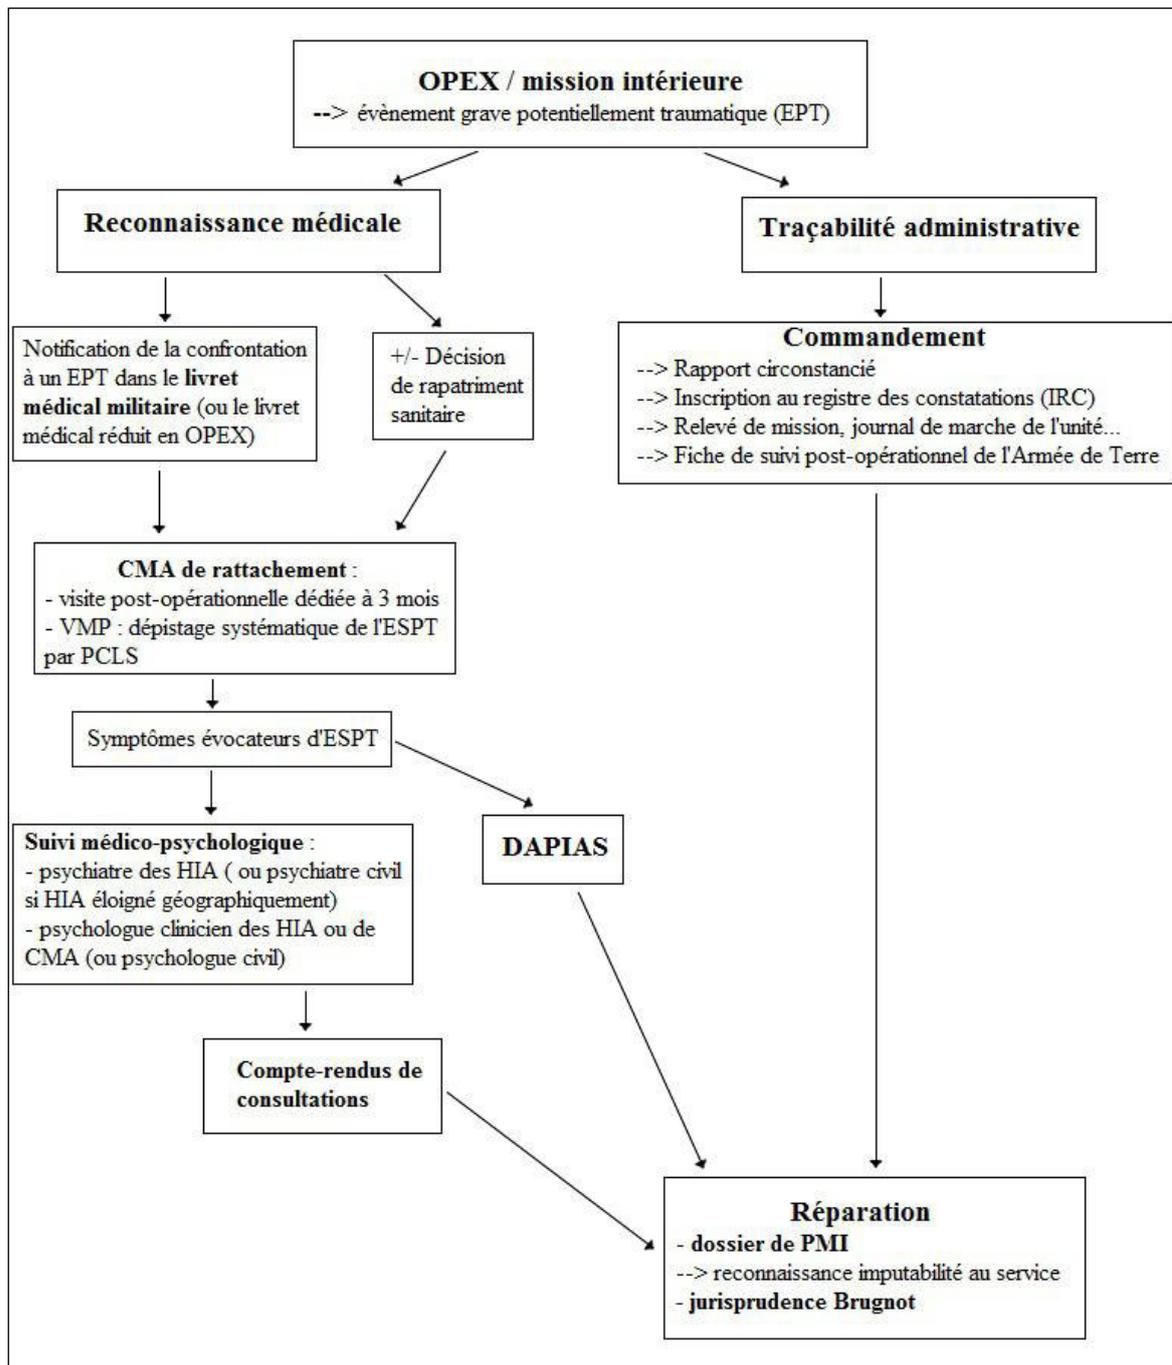 OPEX / mission intérieure
--> évènement grave potentiellement traumatique (EPT)
Reconnaissance médicale
Traçabilité administrative
Notification de la confrontation
à un EPT dans le livret
médical militaire (ou le livret
médical réduit en OPEX)
+/- Décision
de rapatriment
sanitaire
Commandement
--> Rapport circonstancié
--> Inscription au registre des constatations (IRC)
--> Relevé de mission, journal de marche de l'unité...
--> Fiche de suivi post-opérationnel de l'Armée de Terre
CMA de rattachement :
- visite post-opérationnelle dédiée à 3 mois
- VMP : dépistage systématique de l'ESPT
par PCLS
Symptômes évocateurs d'ESPT
Suivi médico-psychologique :
- psychiatre des HIA ( ou psychiatre civil
si HIA éloigné géographiquement)
- psychologue clinicien des HIA ou de
CMA (ou psychologue civil)
DAPIAS
Compte-rendus de
consultations
Réparation
- dossier de PMI
--> reconnaissance imputabilité au service
- jurisprudence Brugnot